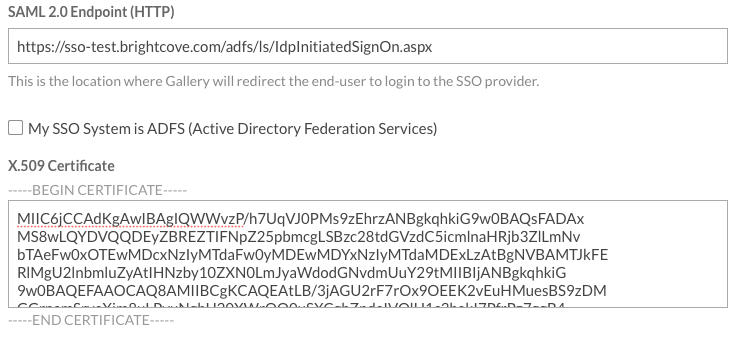 SAML 2.0 Endpoint (HTTP)
https://sso-test.brightcove.com/adfs/ls/IdpInitiatedSignOn.aspx
This is the location where Gallery will redirect the end-user to login to the SSO provider.
My SSO System is ADFS (Active Directory Federation Services)
X.509 Certificate
-----BEGIN CERTIFICATE-----
MIIC6jCCAdKgAwIBAgIQWWvzP/h7UqVJ0PMs9zEhrzANBgkqhkiG9w0BAQsFADAx
MS8wLQYDVQQDEyZBREZTIFNpZ25pbmcgLSBzc28tdGVzdC5icmlnaHRjb3ZlLmNv
bTAeFw0xOTEwMDcxNzIyMTdaFw0yMDEwMDYxNzIyMTdaMDExLzAtBgNVBAMTJkFE
RlMgU2lnbmluZyAtIHNzby10ZXN0LmJyaWdodGNvdmUuY29tMIIBIjANBgkqhkiG
9w0BAQEFAAOCAQ8AMIIBCgKCAQEAtLB/3jAGU2rF7rOx9OEEK2vEuHMuesBS9zDM
-----END CERTIFICATE-----